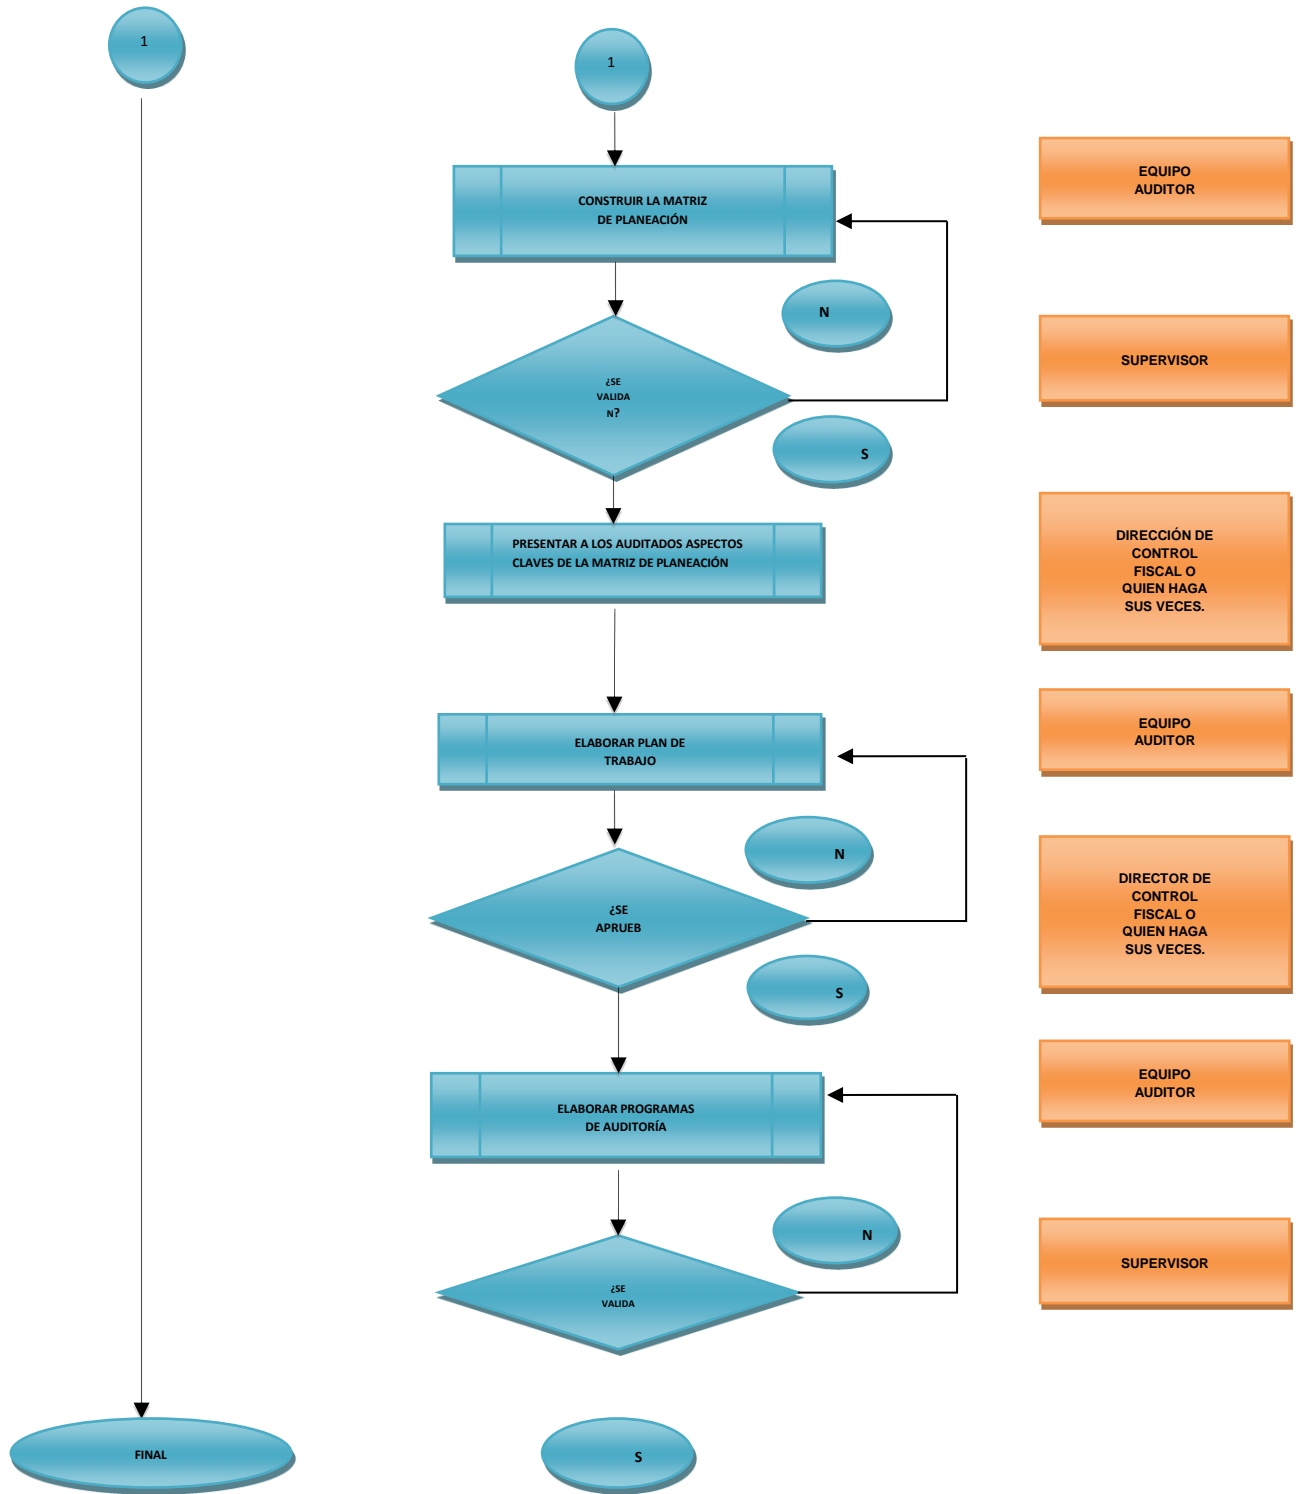 1
1
CONSTRUIR LA MATRIZ
DE PLANEACIÓN
EQUIPO
AUDITOR
N
¿SE
VALIDA
N?
SUPERVISOR
S
PRESENTAR A LOS AUDITADOS ASPECTOS
CLAVES DE LA MATRIZ DE PLANEACIÓN
DIRECCIÓN DE
CONTROL
FISCAL O
QUIEN HAGA
SUS VECES.
ELABORAR PLAN DE
TRABAJO
EQUIPO
AUDITOR
N
¿SE
APRUEB
DIRECTOR DE
CONTROL
FISCAL O
QUIEN HAGA
SUS VECES.
S
ELABORAR PROGRAMAS
DE AUDITORÍA
EQUIPO
AUDITOR
N
¿SE
VALIDA
SUPERVISOR
FINAL
S